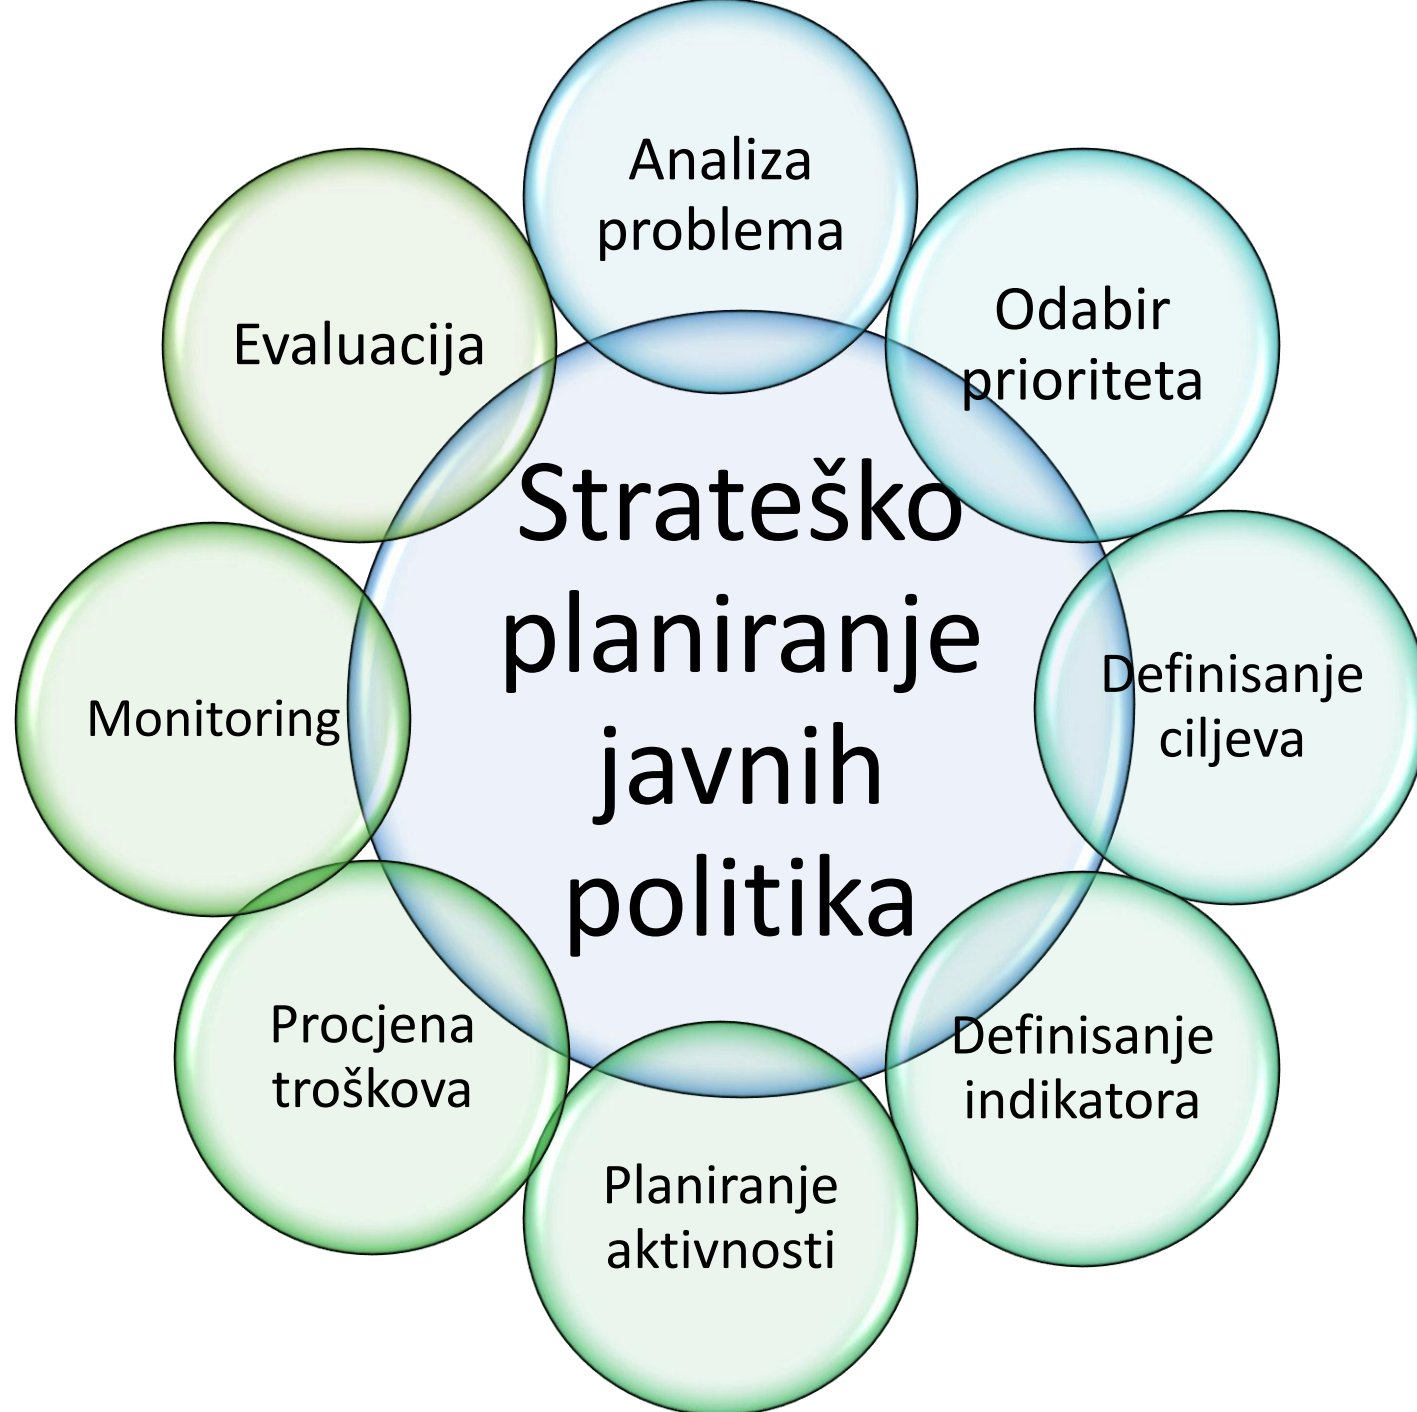 Analiza
problema
Odabir
prioriteta
Definisanje
ciljeva
Definisanje
indikatora
Planiranje
aktivnosti
Procjena
troškova
Monitoring
Evaluacija
Strateško
planiranje
javnih
politika